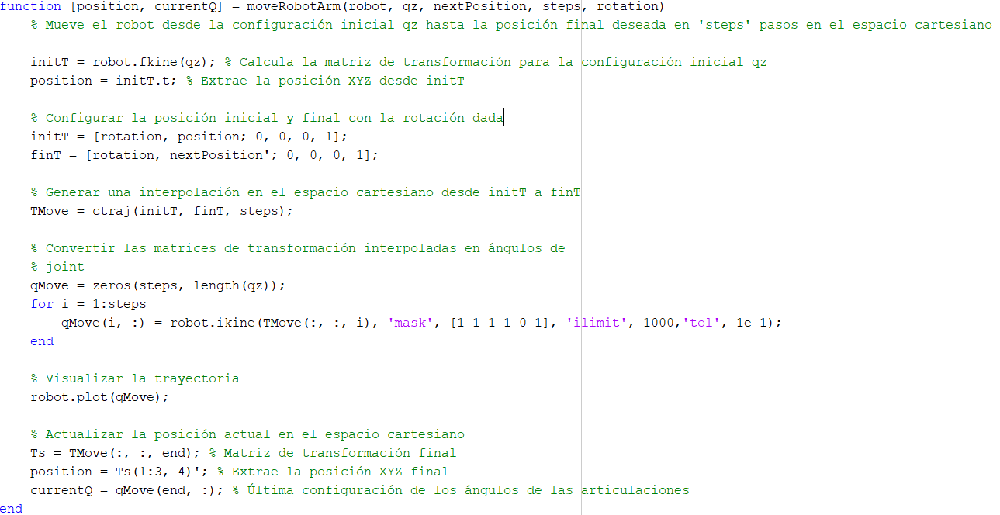 function [position, currentQ] = moveRobotArm(robot, qz, nextPosition, steps, rotation)
    % Mueve el robot desde la configuración inicial qz hasta la posición final deseada en 'steps' pasos en el espacio cartesiano

    initT = robot.fkine(qz); % Calcula la matriz de transformación para la configuración inicial qz
    position = initT.t; % Extrae la posición XYZ desde initT

    % Configurar la posición inicial y final con la rotación dada
    initT = [rotation, position; 0, 0, 0, 1];
    finT = [rotation, nextPosition'; 0, 0, 0, 1];

    % Generar una interpolación en el espacio cartesiano desde initT a finT
    TMove = ctraj(initT, finT, steps);

    % Convertir las matrices de transformación interpoladas en ángulos de
    % joint
    qMove = zeros(steps, length(qz));
    for i = 1:steps
        qMove(i, :) = robot.ikine(TMove(:, :, i), 'mask', [1 1 1 1 0 1], 'ilimit', 1000,'tol', 1e-1);
    end

    % Visualizar la trayectoria
    robot.plot(qMove);

    % Actualizar la posición actual en el espacio cartesiano
    Ts = TMove(:, :, end); % Matriz de transformación final
    position = Ts(1:3, 4)'; % Extrae la posición XYZ final
    currentQ = qMove(end, :); % Última configuración de los ángulos de las articulaciones
end